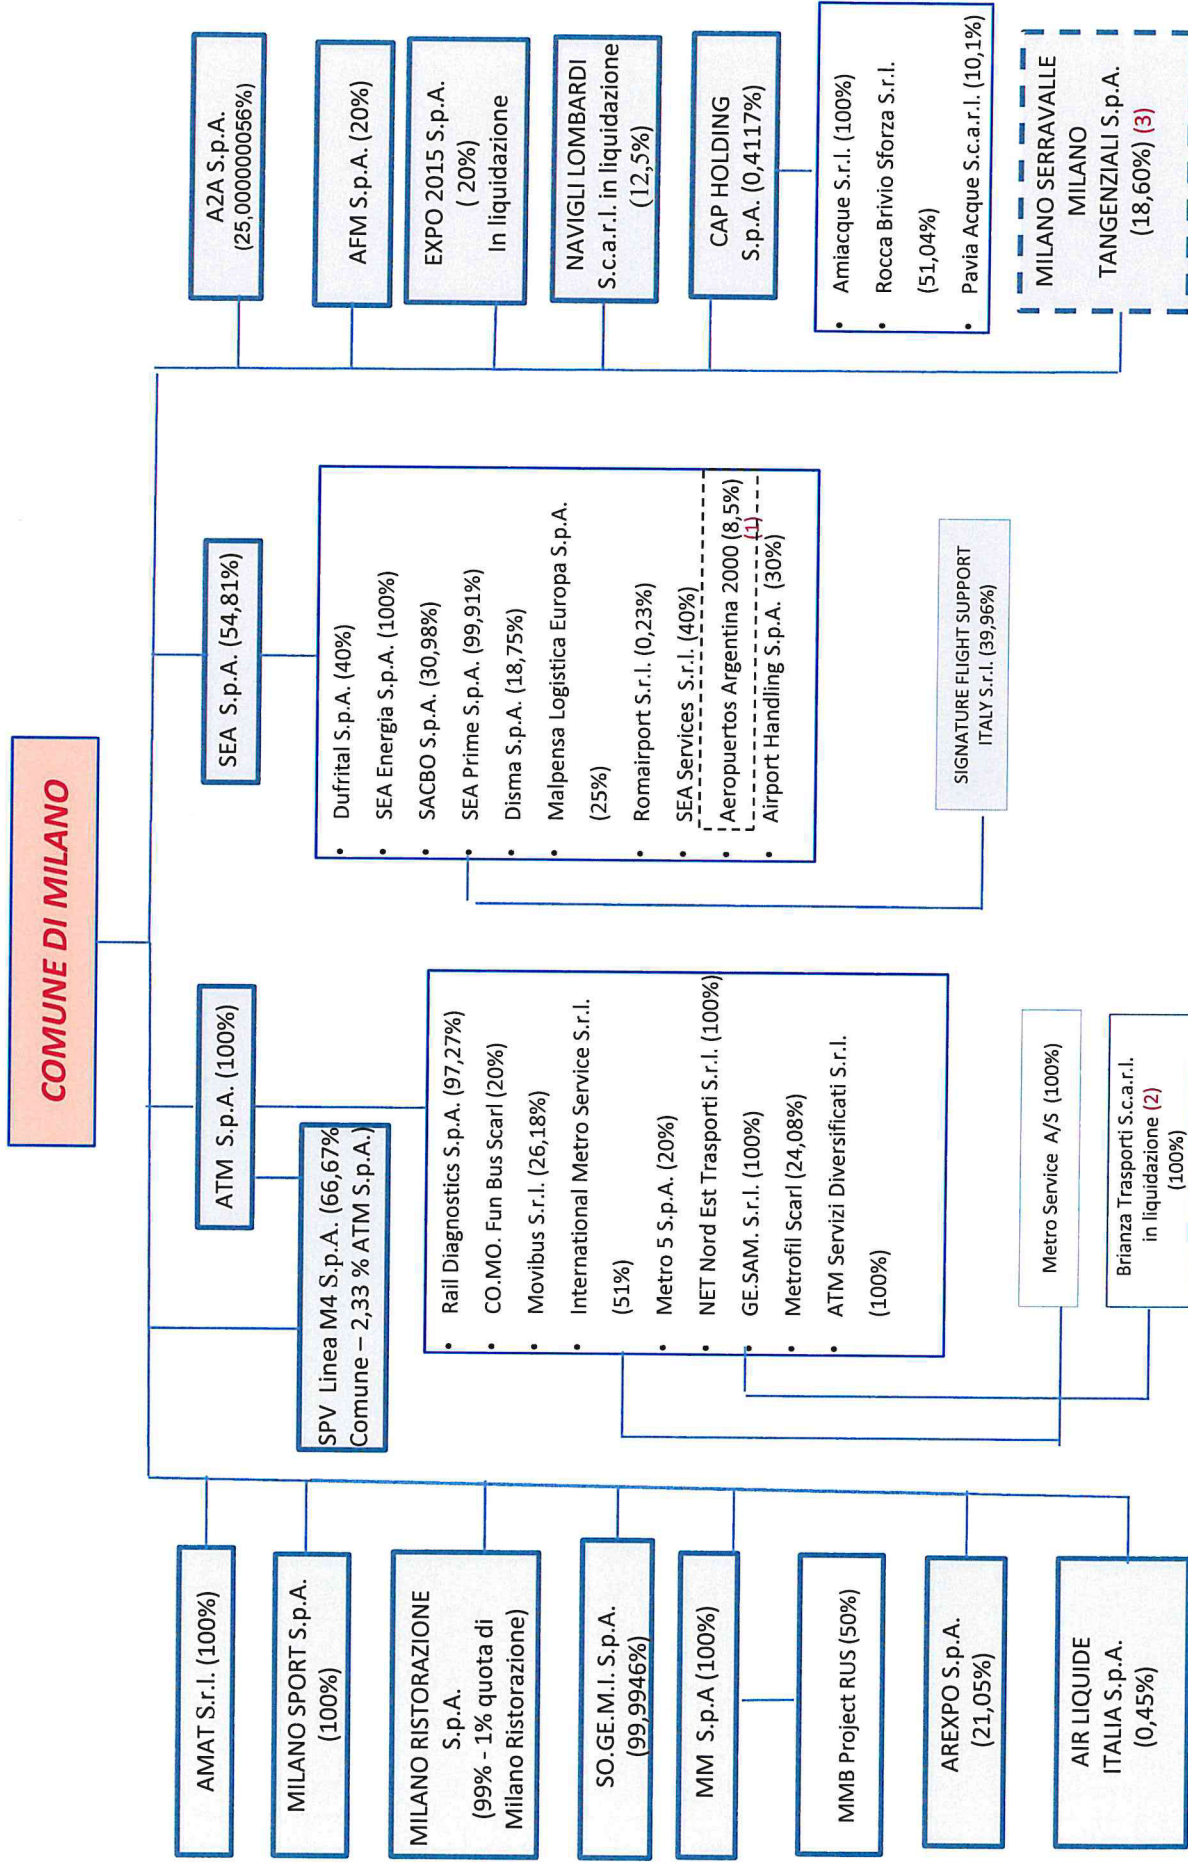 COMUNE DI MILANO
AMAT S.r.l. (100%)
MILANO SPORT S.p.A.
(100%)
MILANO RISTORAZIONE
S.p.A.
(99% - 1% quota di
Milano Ristorazione)
SO.GE.M.I. S.p.A.
(99,9946%)
MM S.p.A (100%)
MMB Project RUS (50%)
AREXPO S.p.A.
(21,05%)
AIR LIQUIDE
ITALIA S.p.A.
(0,45%)
ATM S.p.A. (100%)
SPV Linea M4 S.p.A. (66,67%
Comune – 2,33 % ATM S.p.A.)
• Rail Diagnostics S.p.A. (97,27%)
• CO.MO. Fun Bus Scarl (20%)
• Movibus S.r.l. (26,18%)
• International Metro Service S.r.l.
(51%)
• Metro 5 S.p.A. (20%)
• NET Nord Est Trasporti S.r.l. (100%)
• GE.SAM. S.r.l. (100%)
• Metrofil Scarl (24,08%)
• ATM Servizi Diversificati S.r.l.
(100%)
Metro Service A/S (100%)
Brianza Trasporti S.c.a.r.l.
in liquidazione (2)
(100%)
SEA S.p.A. (54,81%)
• Dufrital S.p.A. (40%)
• SEA Energia S.p.A. (100%)
• SACBO S.p.A. (30,98%)
• SEA Prime S.p.A. (99,91%)
• Disma S.p.A. (18,75%)
• Malpensa Logistica Europa S.p.A.
(25%)
• Romairport S.r.l. (0,23%)
• SEA Services S.r.l. (40%)
• Aeropuertos Argentina 2000 (8,5%)
(1)
• Airport Handling S.p.A. (30%)
SIGNATURE FLIGHT SUPPORT
ITALY S.r.l. (39,96%)
A2A S.p.A.
(25,000000056%)
AFM S.p.A. (20%)
EXPO 2015 S.p.A.
( 20%)
In liquidazione
NAVIGLI LOMBARDI
S.c.a.r.l. in liquidazione
(12,5%)
CAP HOLDING
S.p.A. (0,4117%)
• Amiacque S.r.l. (100%)
• Rocca Brivio Sforza S.r.l.
(51,04%)
• Pavia Acque S.c.a.r.l. (10,1%)
MILANO SERRAVALLE
MILANO
TANGENZIALI S.p.A.
(18,60%) (3)